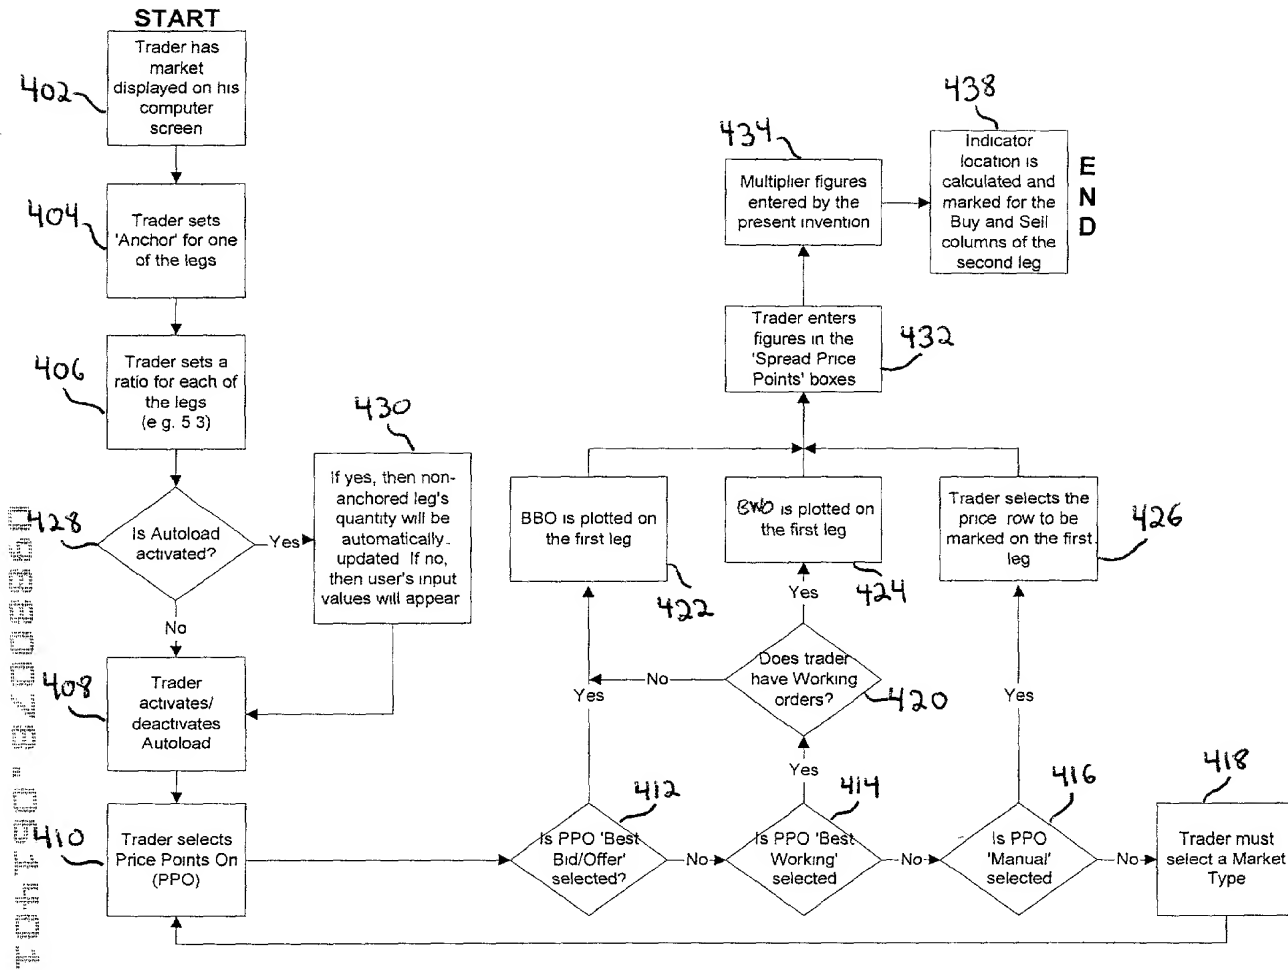 START
Trader has
market
displayed on his
computer
screen
402
Trader sets
'Anchor' for one
of the legs
404
Trader sets a
ratio for each of
the legs
(e g. 5 3)
406
Is Autoload
activated?
428
Yes
No
430
If yes, then non-
anchored leg's
quantity will be
automatically
updated If no,
then user's input
values will appear
Trader
activates/
deactivates
Autoload
408
Trader selects
Price Points On
(PPO)
410
Is PPO 'Best
Bid/Offer'
selected?
412
Yes
No
Is PPO 'Best
Working'
selected
414
Yes
No
Is PPO
'Manual'
selected
416
Yes
No
418
Trader must
select a Market
Type
Does trader
have Working
orders?
420
No
Yes
BBO is plotted on
the first leg
422
BWO is plotted on
the first leg
424
Trader selects the
price row to be
marked on the first
leg
426
Trader enters
figures in the
'Spread Price
Points' boxes
432
434
Multiplier figures
entered by the
present invention
438
Indicator
location is
calculated and
marked for the
Buy and Sell
columns of the
second leg
END
09880078.061401